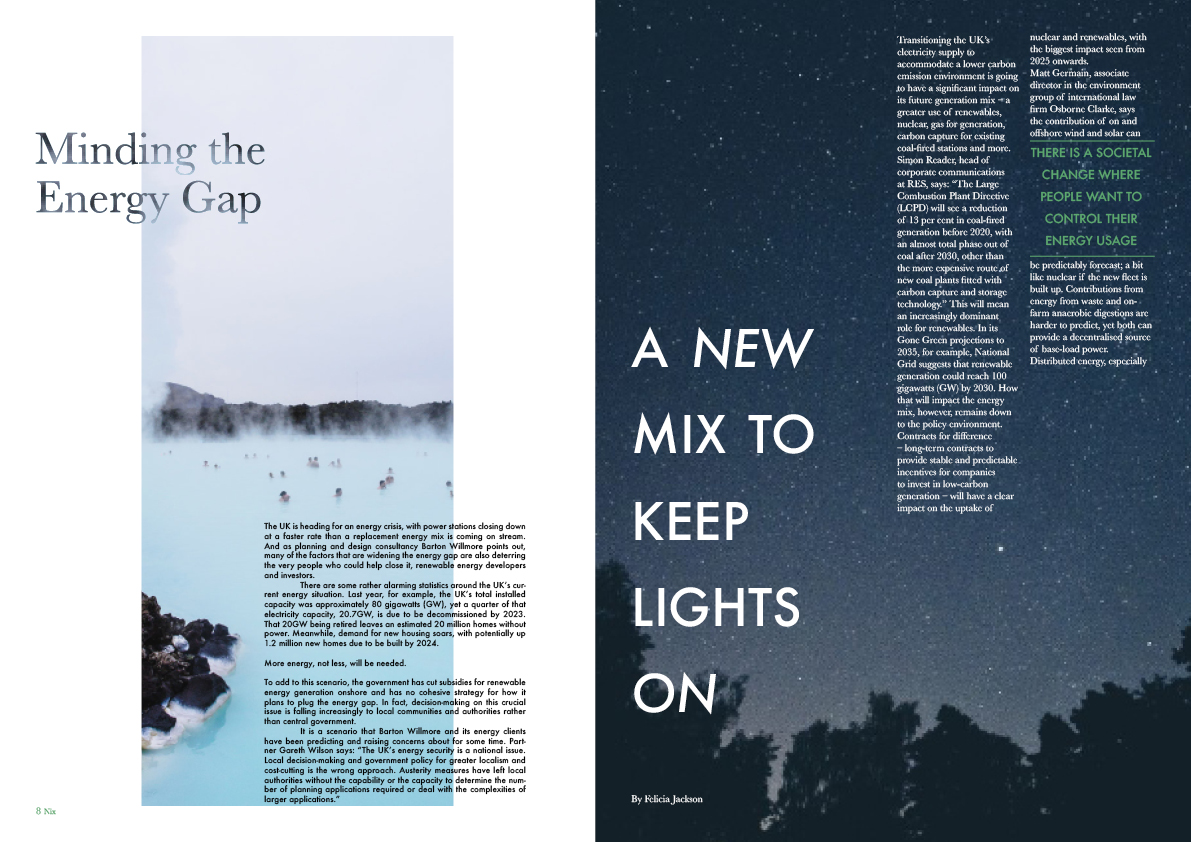 Minding the
Energy Gap
The UK is heading for an energy crisis, with power stations closing down
at a faster rate than a replacement energy mix is coming on stream.
And as planning and design consultancy Barton Willmore points out,
many of the factors that are widening the energy gap are also deterring
the very people who could help close it, renewable energy developers
and investors.
There are some rather alarming statistics around the UK's cur-
rent energy situation. Last year, for example, the UK's total installed
capacity was approximately 80 gigawatts (GW), yet a quarter of that
electricity capacity, 20.7GW, is due to be decommissioned by 2023.
That 20GW being retired leaves an estimated 20 million homes without
power. Meanwhile, demand for new housing soars, with potentially up
1.2 million new homes due to be built by 2024.
More energy, not less, will be needed.
To add to this scenario, the government has cut subsidies for renewable
energy generation onshore and has no cohesive strategy for how it
plans to plug the energy gap. In fact, decision-making on this crucial
issue is falling increasingly to local communities and authorities rather
than central government.
It is a scenario that Barton Willmore and its energy clients
have been predicting and raising concerns about for some time. Part-
ner Gareth Wilson says: "The UK's energy security is a national issue.
Local decision-making and government policy for greater localism and
cost-cutting is the wrong approach. Austerity measures have left local
authorities without the capability or the capacity to determine the num-
ber of planning applications required or deal with the complexities of
larger applications."
8 Nix
A NEW
MIX TO
KEEP
LIGHTS
ON
By Felicia Jackson
Transitioning the UK's
electricity supply to
accommodate a lower carbon
emission environment is going
to have a significant impact on
its future generation mix – a
greater use of renewables,
nuclear, gas for generation,
carbon capture for existing
coal-fired stations and more.
Simon Reader, head of
corporate communications
at RES, says: "The Large
Combustion Plant Directive
(LCPD) will see a reduction
of 13 per cent in coal-fired
generation before 2020, with
an almost total phase out of
coal after 2030, other than
the more expensive route of
new coal plants fitted with
carbon capture and storage
technology." This will mean
an increasingly dominant
role for renewables. In its
Gone Green projections to
2035, for example, National
Grid suggests that renewable
generation could reach 100
gigawatts (GW) by 2030. How
that will impact the energy
mix, however, remains down
to the policy environment.
Contracts for difference
– long-term contracts to
provide stable and predictable
incentives for companies
to invest in low-carbon
generation – will have a clear
impact on the uptake of
nuclear and renewables, with
the biggest impact seen from
2025 onwards.
Matt Germain, associate
director in the environment
group of international law
firm Osborne Clarke, says
the contribution of on and
offshore wind and solar can
THERE IS A SOCIETAL
CHANGE WHERE
PEOPLE WANT TO
CONTROL THEIR
ENERGY USAGE
be predictably forecast; a bit
like nuclear if the new fleet is
built up. Contributions from
energy from waste and on-
farm anaerobic digestions are
harder to predict, yet both can
provide a decentralised source
of base-load power.
Distributed energy, especially